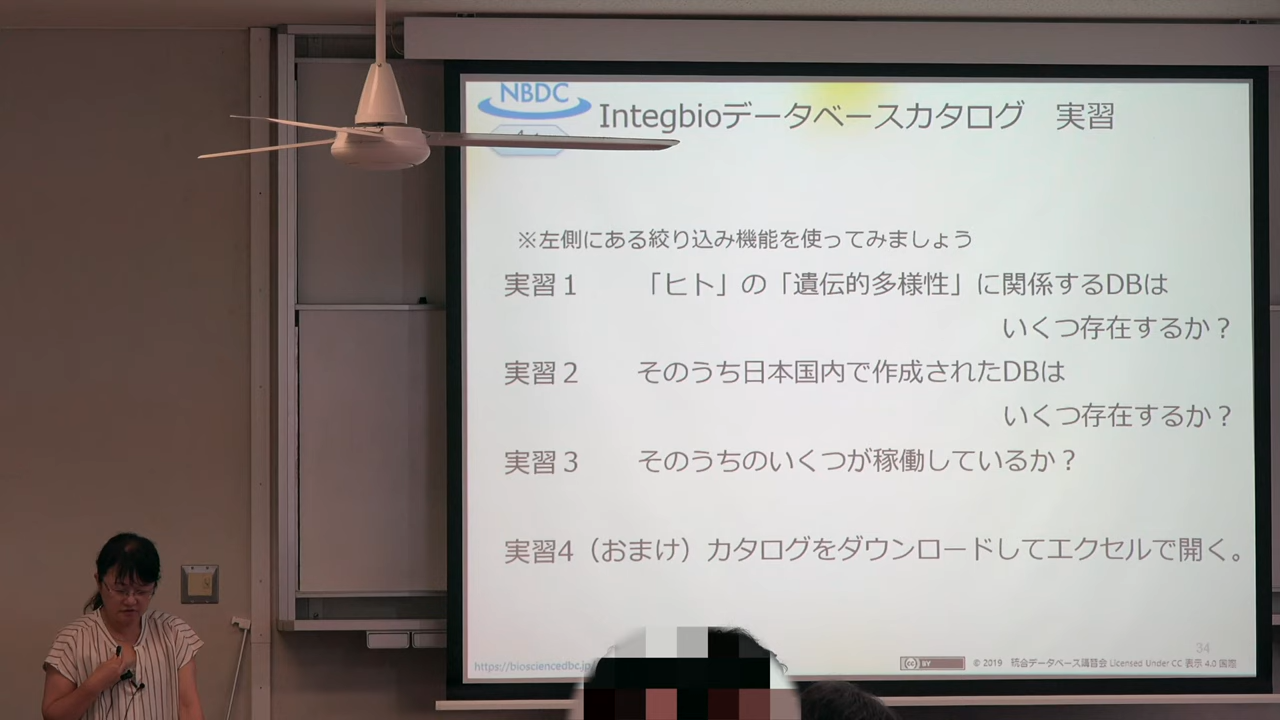 NBDC
Integbioデータベースカタログ　実習
※左側にある絞り込み機能を使ってみましょう
実習１　「ヒト」の「遺伝的多様性」に関係するDBは
いくつ存在するか？
実習２　そのうち日本国内で作成されたDBは
いくつ存在するか？
実習３　そのうちのいくつが稼働しているか？
実習4（おまけ）カタログをダウンロードしてエクセルで開く。
34
https://biosciencedbc.jp/
cc BY © 2019 統合データベース講習会 Licensed Under CC 表示 4.0 国際